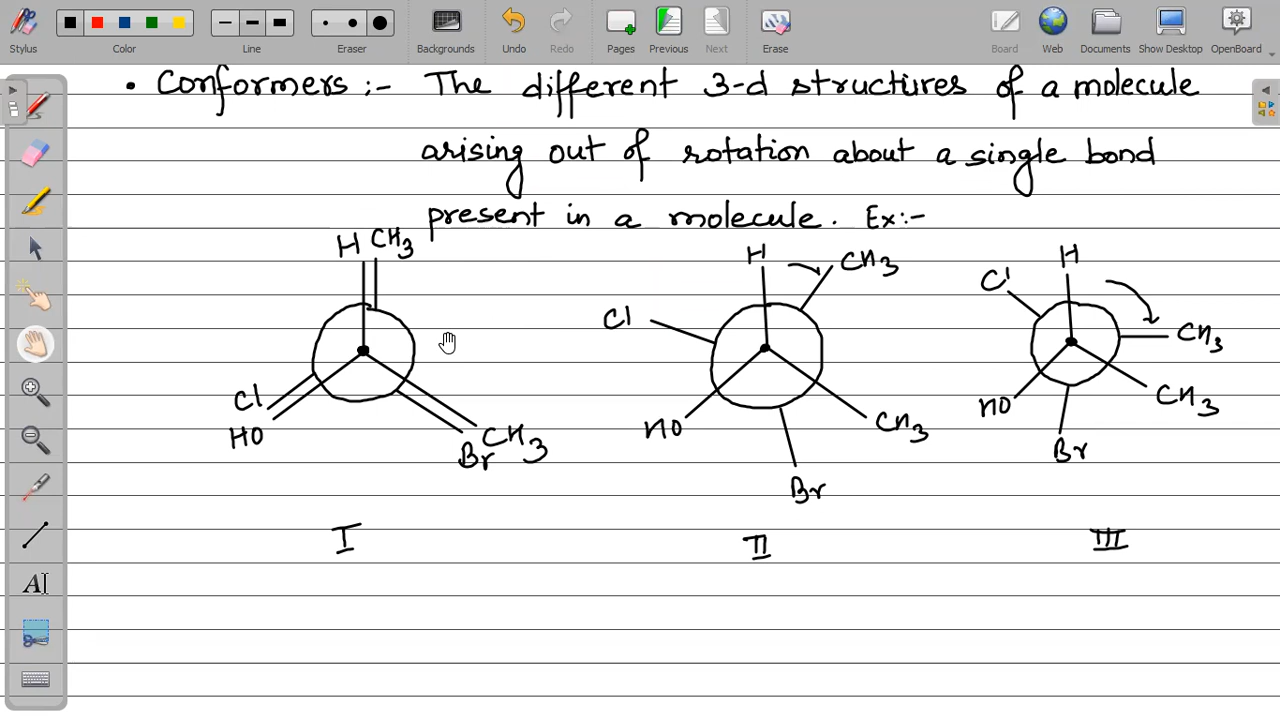 Stylus Color Line Eraser Backgrounds Undo Redo Pages Previous Next Erase Board Web Documents Show Desktop OpenBoard
• Conformers :- The different 3-d structures of a molecule
arising out of rotation about a single bond
present in a molecule. Ex:-
H CH3
Cl
HO
CH3
Br
I
H
CH3
Cl
HO
CH3
Br
II
H
Cl
CH3
HO
CH3
Br
III
AI